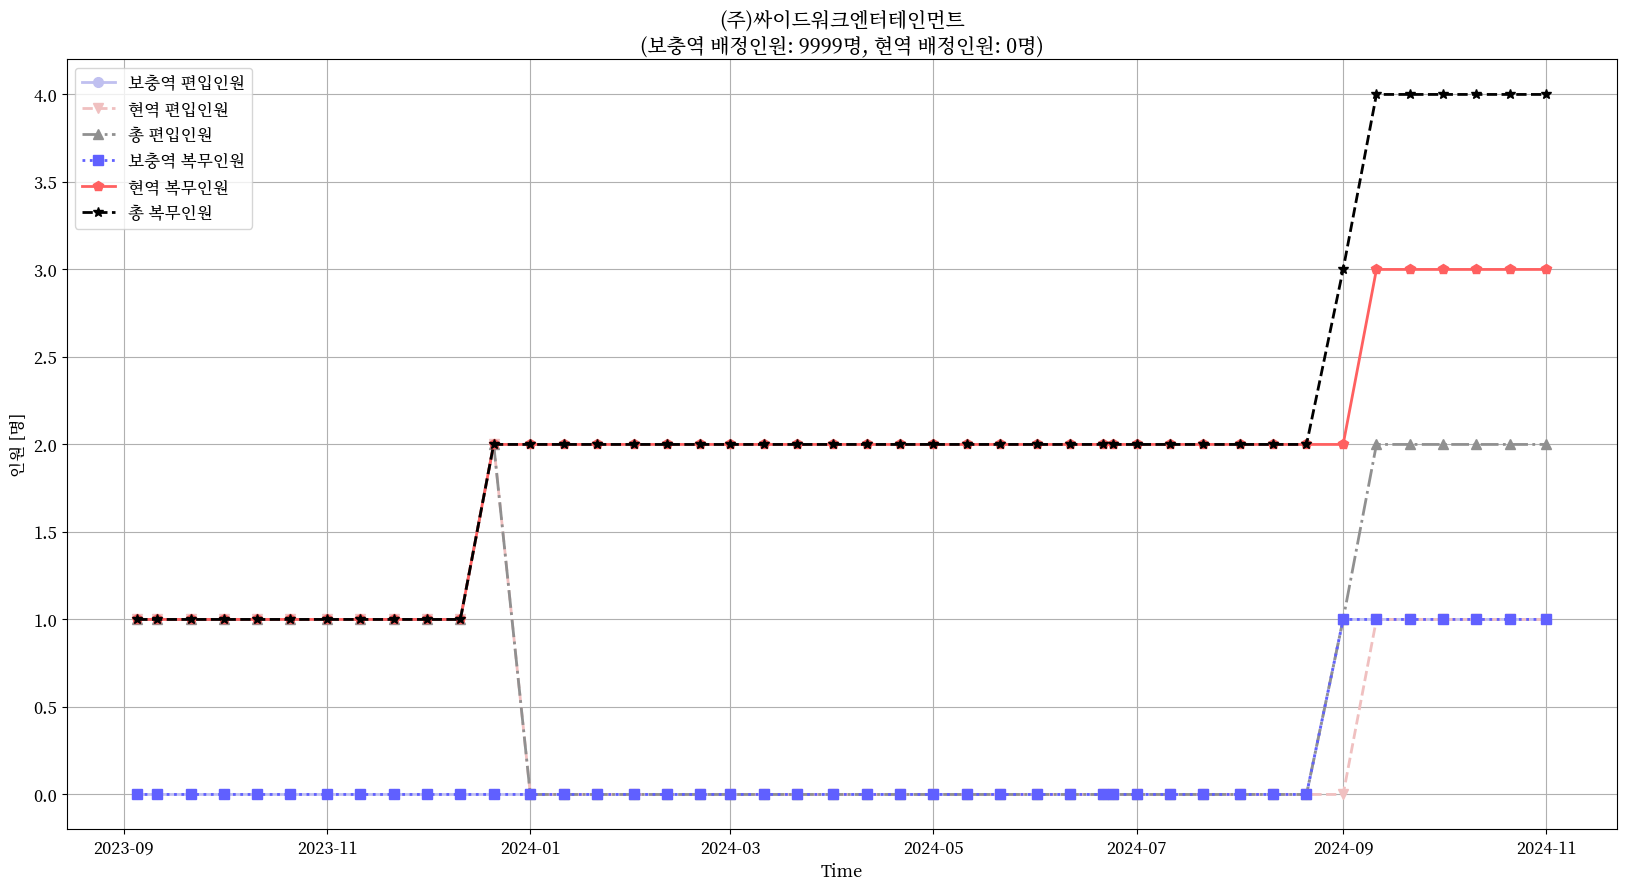 (주)싸이드워크엔터테인먼트
(보충역 배정인원: 9999명, 현역 배정인원: 0명)
보충역 편입인원
현역 편입인원
총 편입인원
보충역 복무인원
현역 복무인원
총 복무인원
4.0
3.5
3.0
2.5
2.0
1.5
1.0
0.5
0.0
인원 [명]
2023-09
2023-11
2024-01
2024-03
2024-05
2024-07
2024-09
2024-11
Time